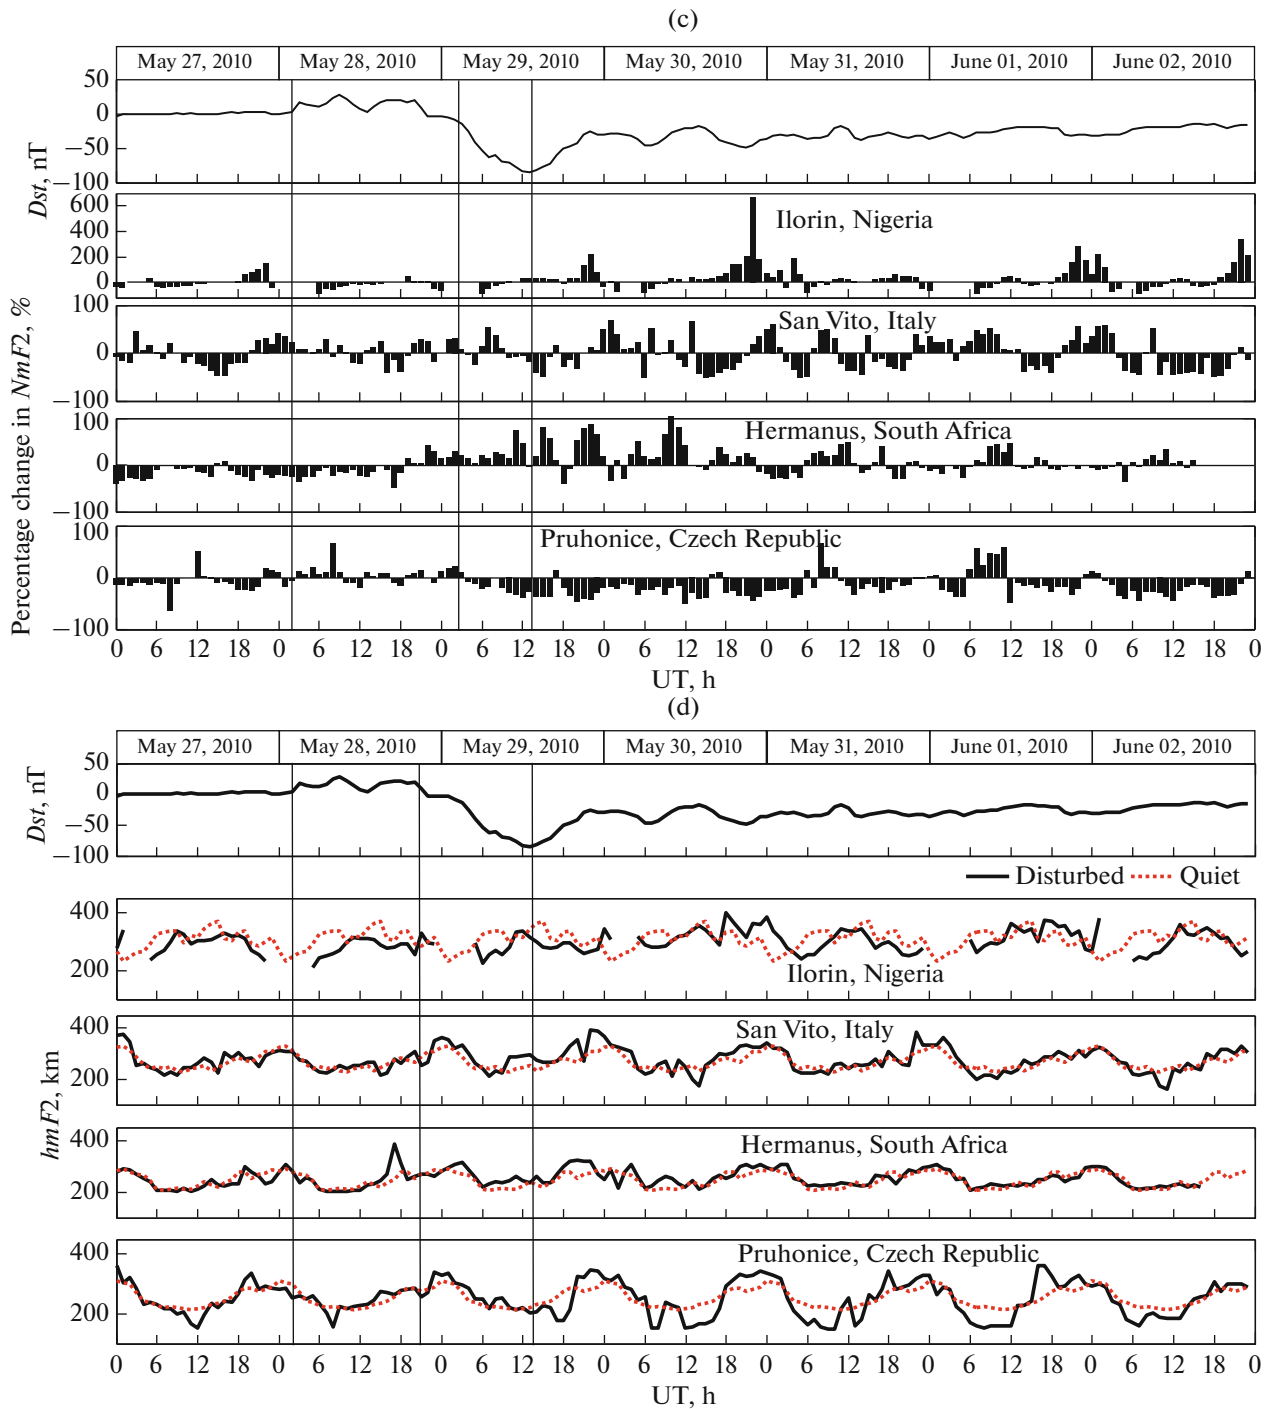 (c)
May 27, 2010 May 28, 2010 May 29, 2010 May 30, 2010 May 31, 2010 June 01, 2010 June 02, 2010
Dst, nT
50
0
−50
−100
Percentage change in NmF2, %
600
400
200
0
Ilorin, Nigeria
100
0
−100
San Vito, Italy
100
0
−100
Hermanus, South Africa
100
0
−100
Pruhonice, Czech Republic
0 6 12 18 0 6 12 18 0 6 12 18 0 6 12 18 0 6 12 18 0 6 12 18 0 6 12 18 0
UT, h
(d)
May 27, 2010 May 28, 2010 May 29, 2010 May 30, 2010 May 31, 2010 June 01, 2010 June 02, 2010
Dst, nT
50
0
−50
−100
Disturbed Quiet
hmF2, km
400
200
Ilorin, Nigeria
400
200
San Vito, Italy
400
200
Hermanus, South Africa
400
200
Pruhonice, Czech Republic
0 6 12 18 0 6 12 18 0 6 12 18 0 6 12 18 0 6 12 18 0 6 12 18 0 6 12 18 0
UT, h